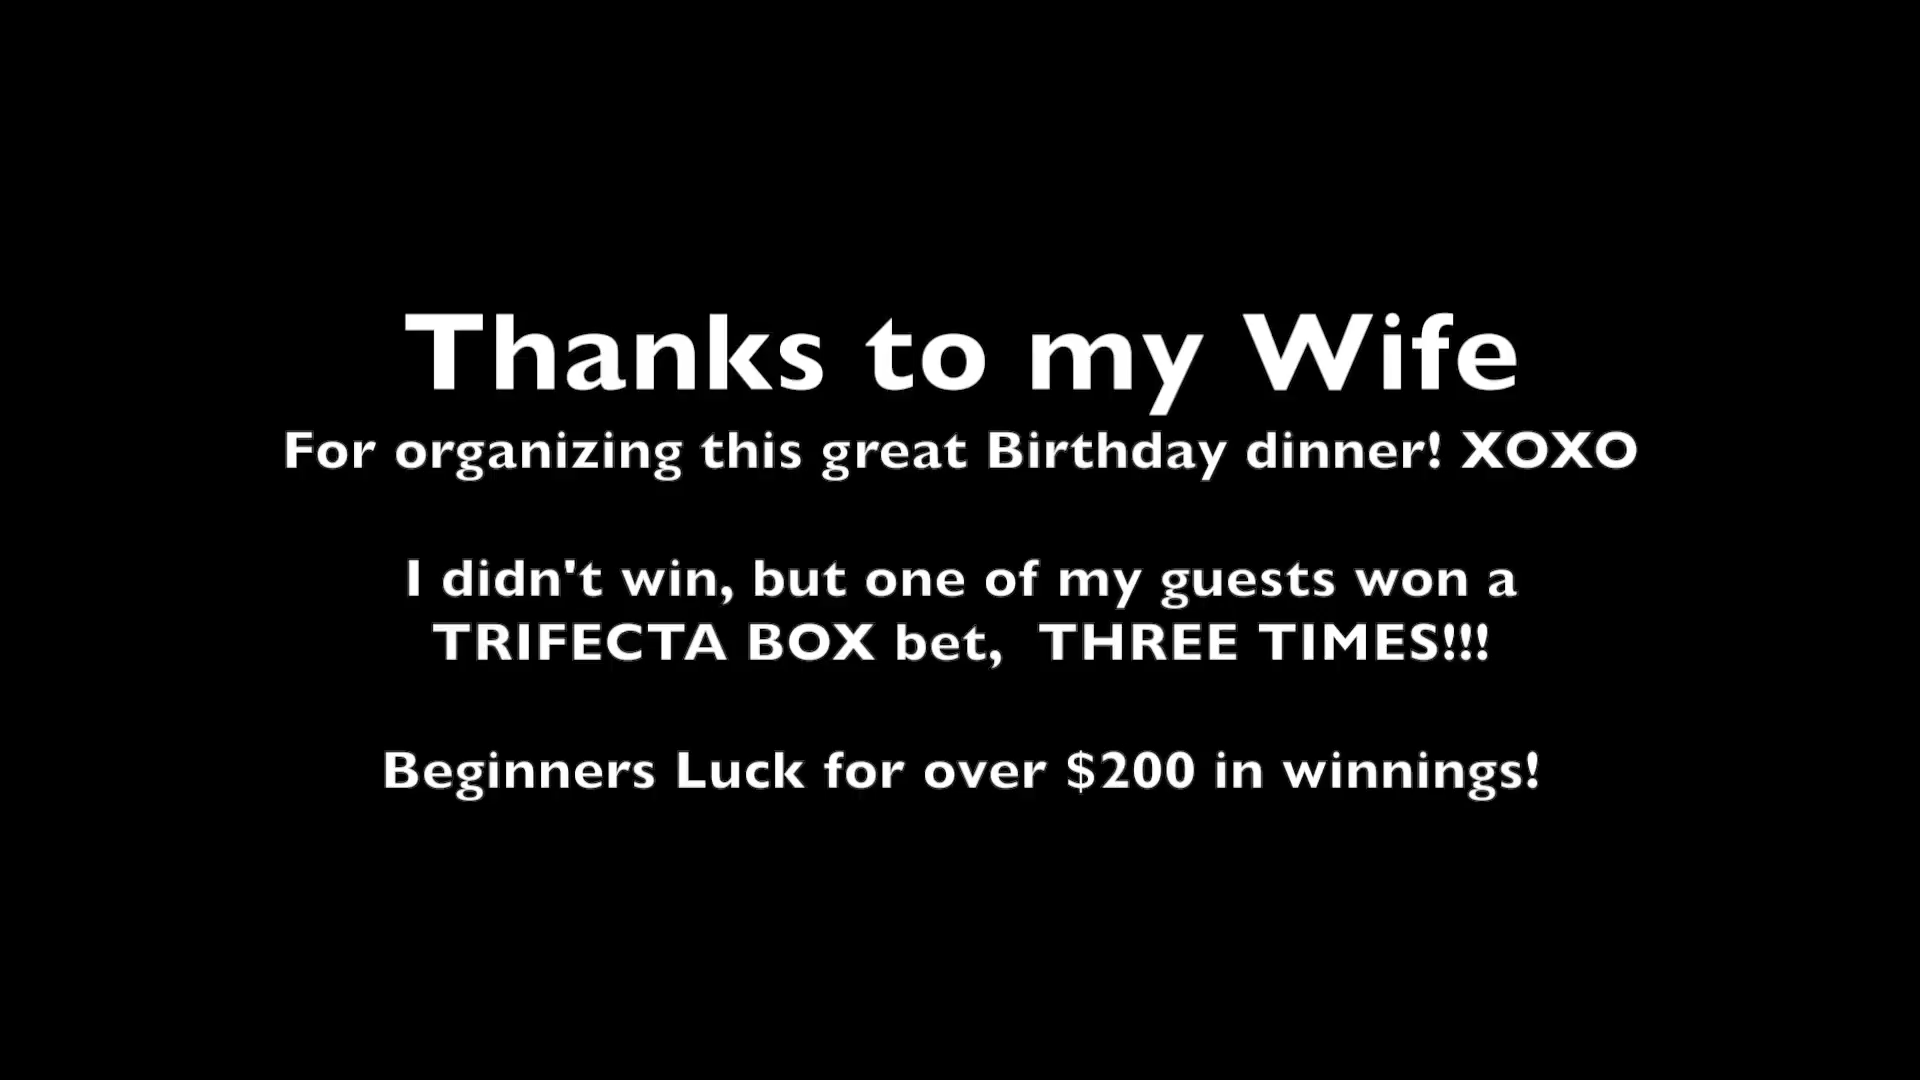 Thanks to my Wife
For organizing this great Birthday dinner! XOXO
I didn't win, but one of my guests won a
TRIFECTA BOX bet,  THREE TIMES!!!
Beginners Luck for over $200 in winnings!